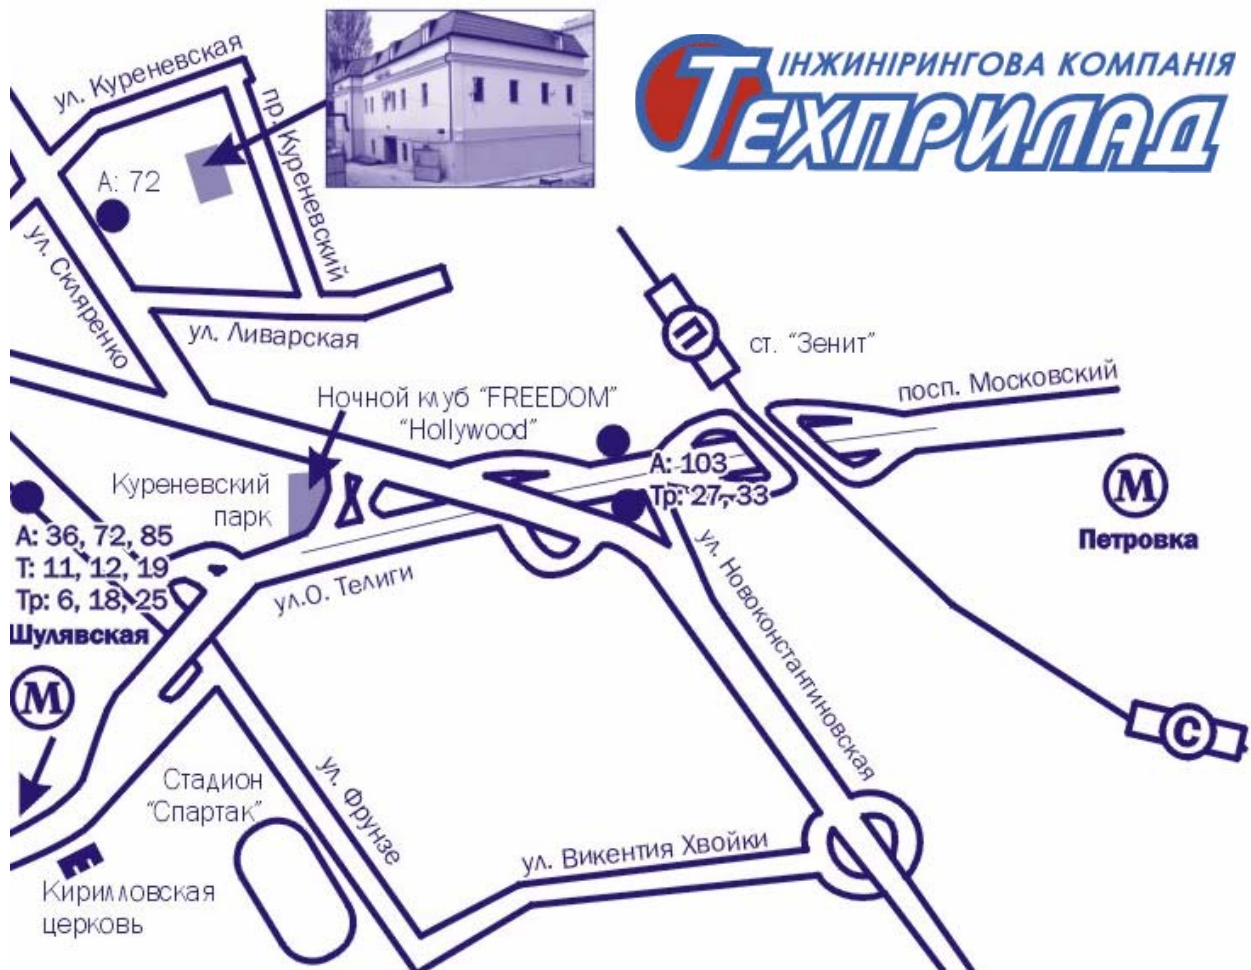 ІНЖИНІРИНГОВА КОМПАНІЯ
ТЕХПРИЛАД
ул. Куреневская
пр. Куреневский
А: 72
ул. Скляренко
ул. Ливарская
П
ст. “Зенит”
посп. Московский
Ночной клуб “FREEDOM”
“Hollywood”
А: 103
Тр: 27, 33
М
Петровка
Куреневский
парк
А: 36, 72, 85
Т: 11, 12, 19
Тр: 6, 18, 25
Шулявская
М
ул.О. Телиги
ул. Новоконстантиновская
С
Стадион
“Спартак”
ул. Фрунзе
ул. Викентия Хвойки
Кирилловская
церковь